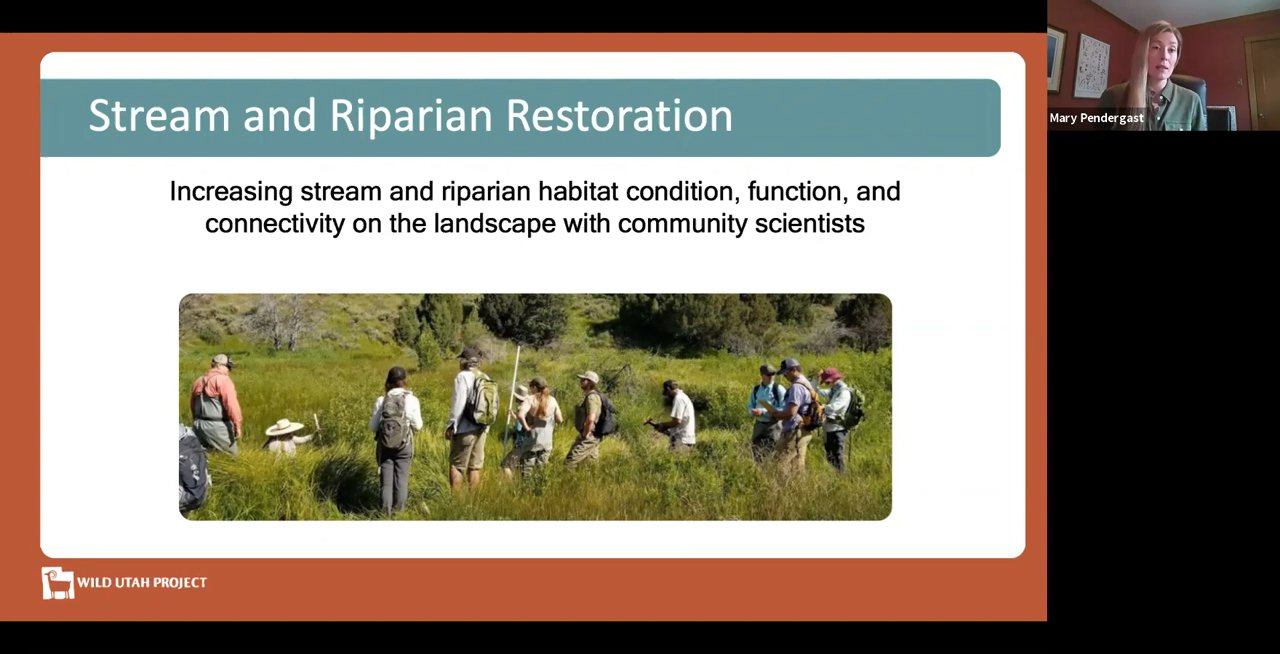 Stream and Riparian Restoration
Increasing stream and riparian habitat condition, function, and
connectivity on the landscape with community scientists
WILD UTAH PROJECT
Mary Pendergast